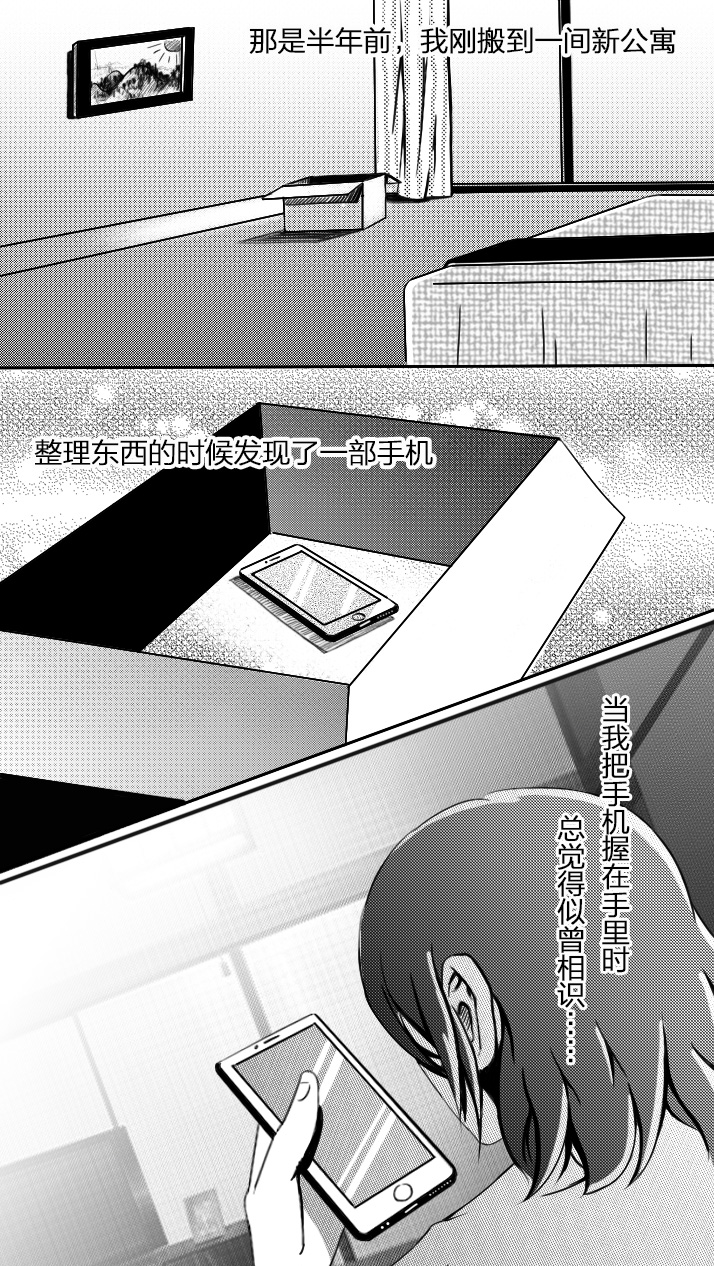 那是半年前，我刚搬到一间新公寓
整理东西的时候发现了一部手机
当我把手机握在手里时
总觉得似曾相识……